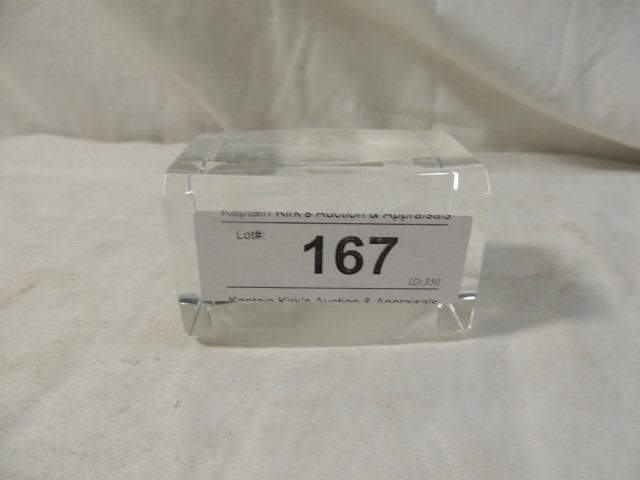 Kaptain Kirk's Auction & Appraisals
Lot#:
167
ID:350
Kaptain Kirk's Auction & Appraisals